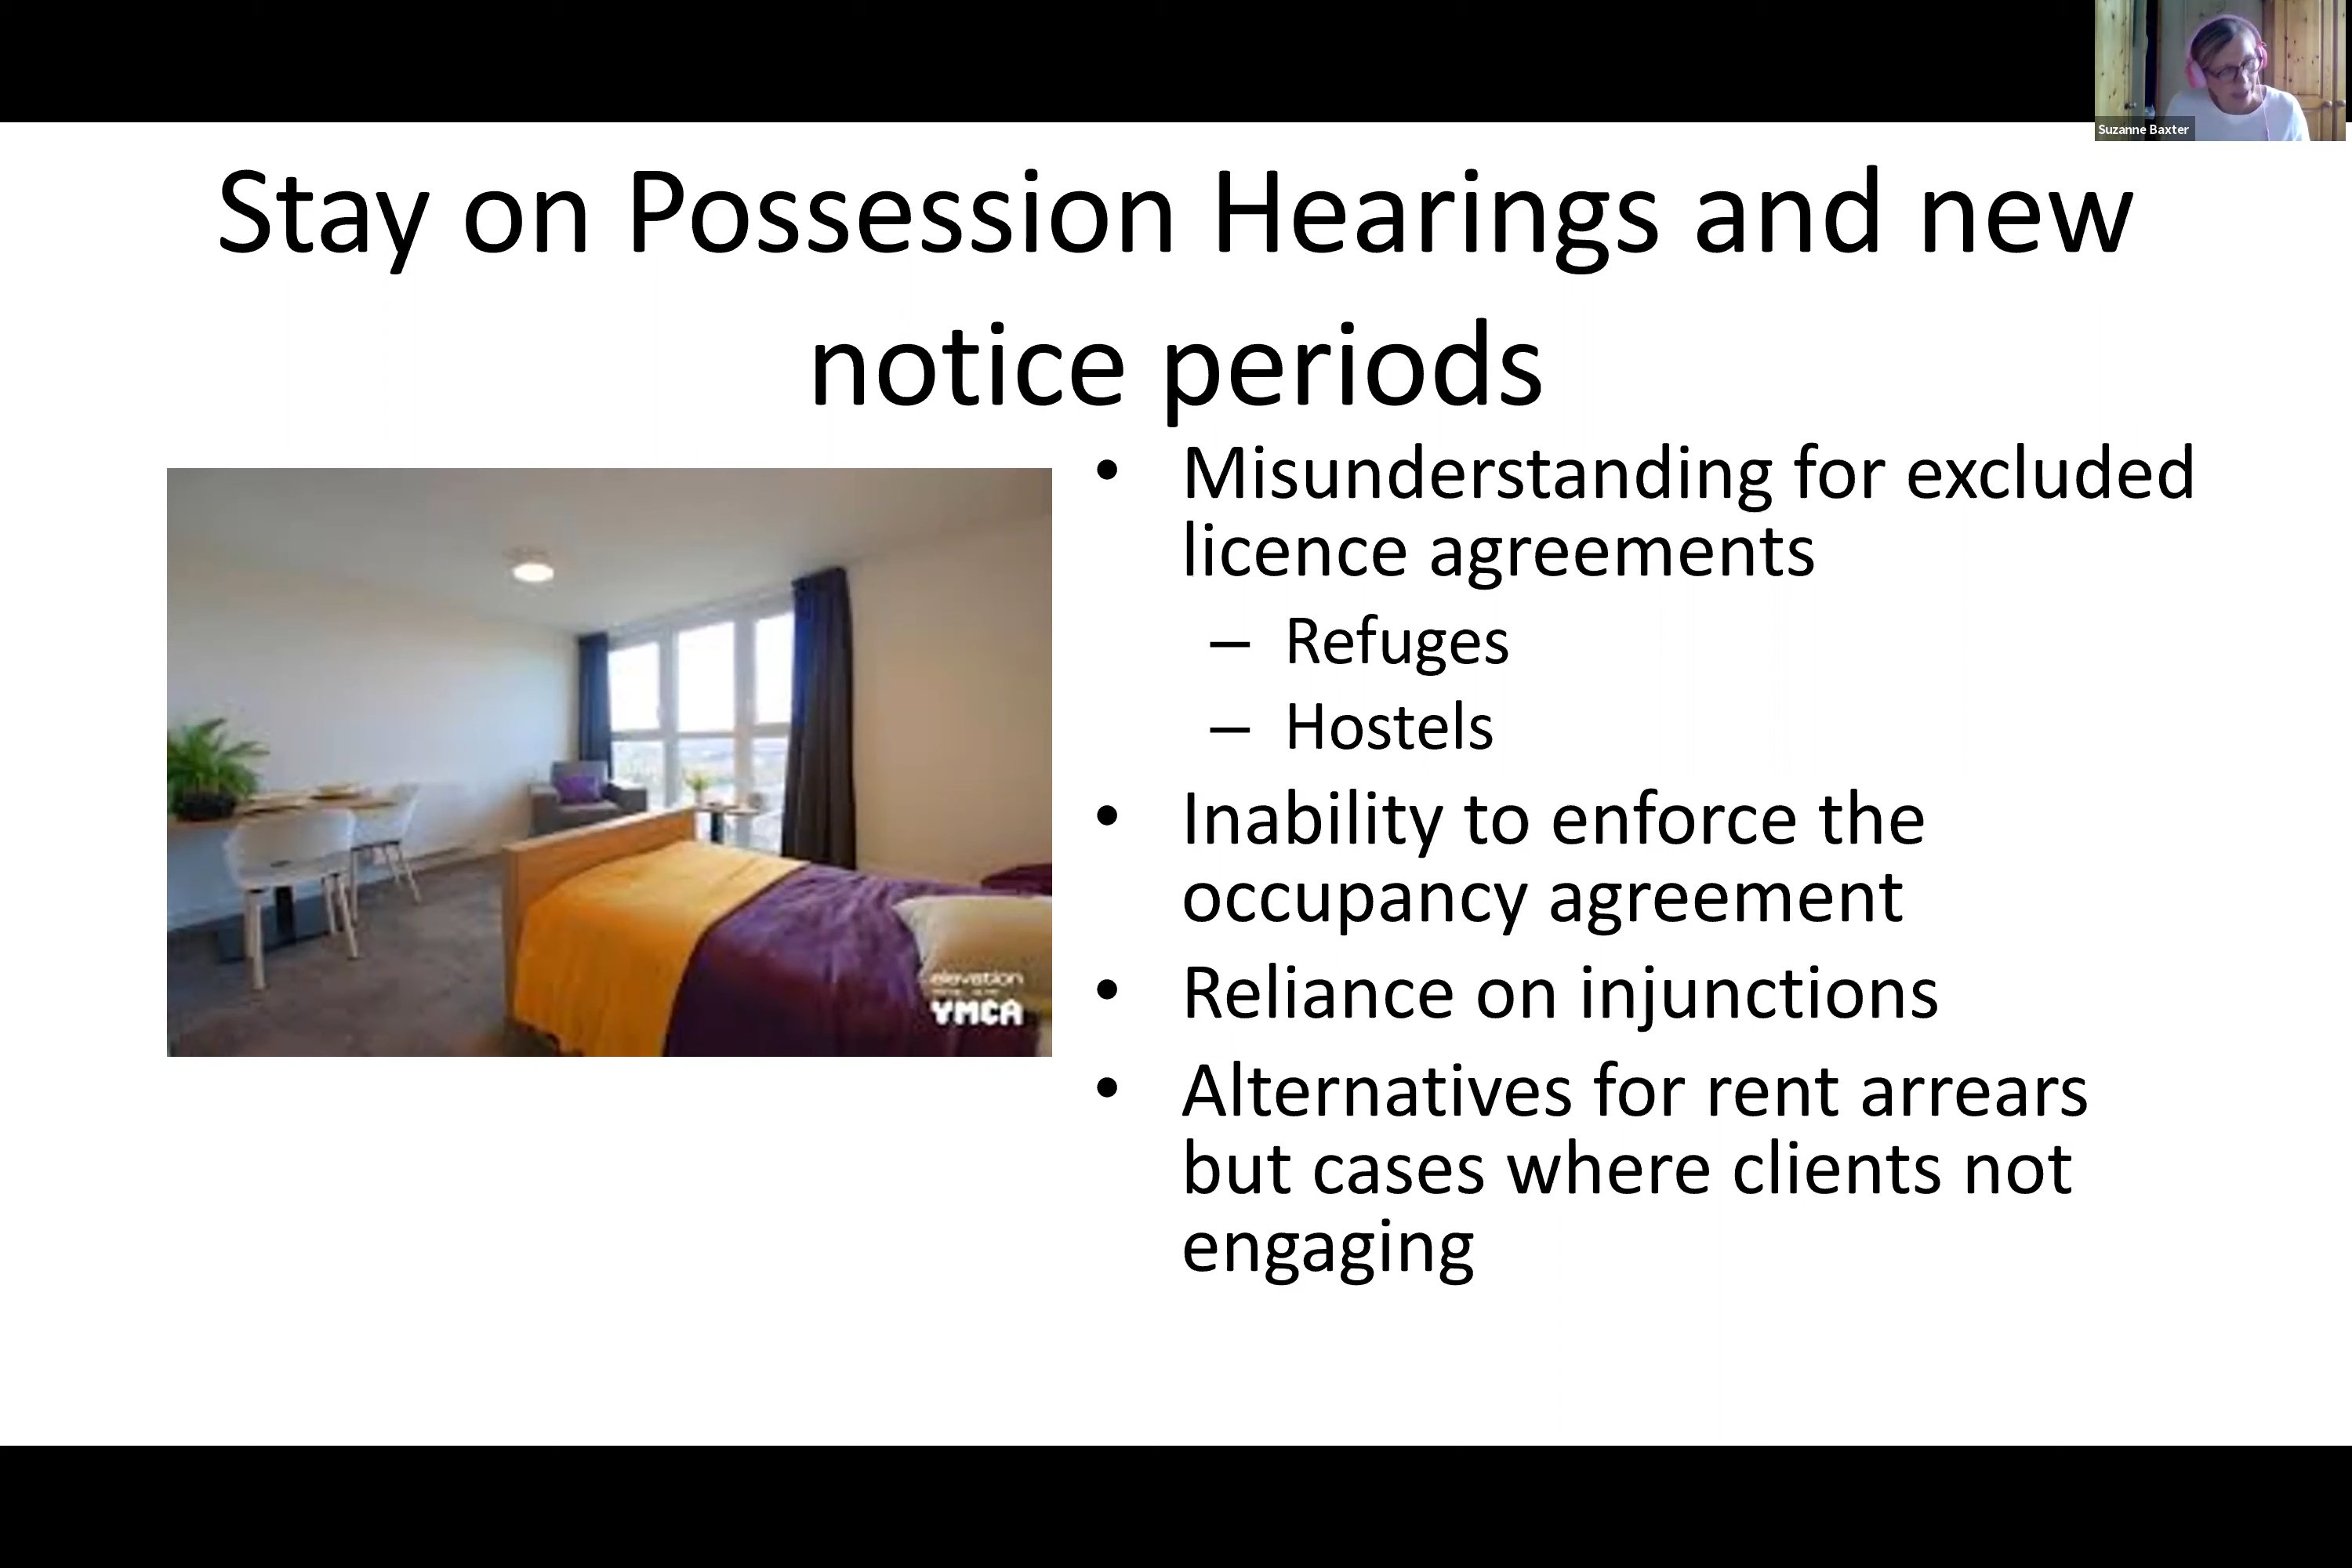 Suzanne Baxter
Stay on Possession Hearings and new
notice periods
• Misunderstanding for excluded
licence agreements
– Refuges
– Hostels
• Inability to enforce the
occupancy agreement
• Reliance on injunctions
• Alternatives for rent arrears
but cases where clients not
engaging
elevation
YMCA